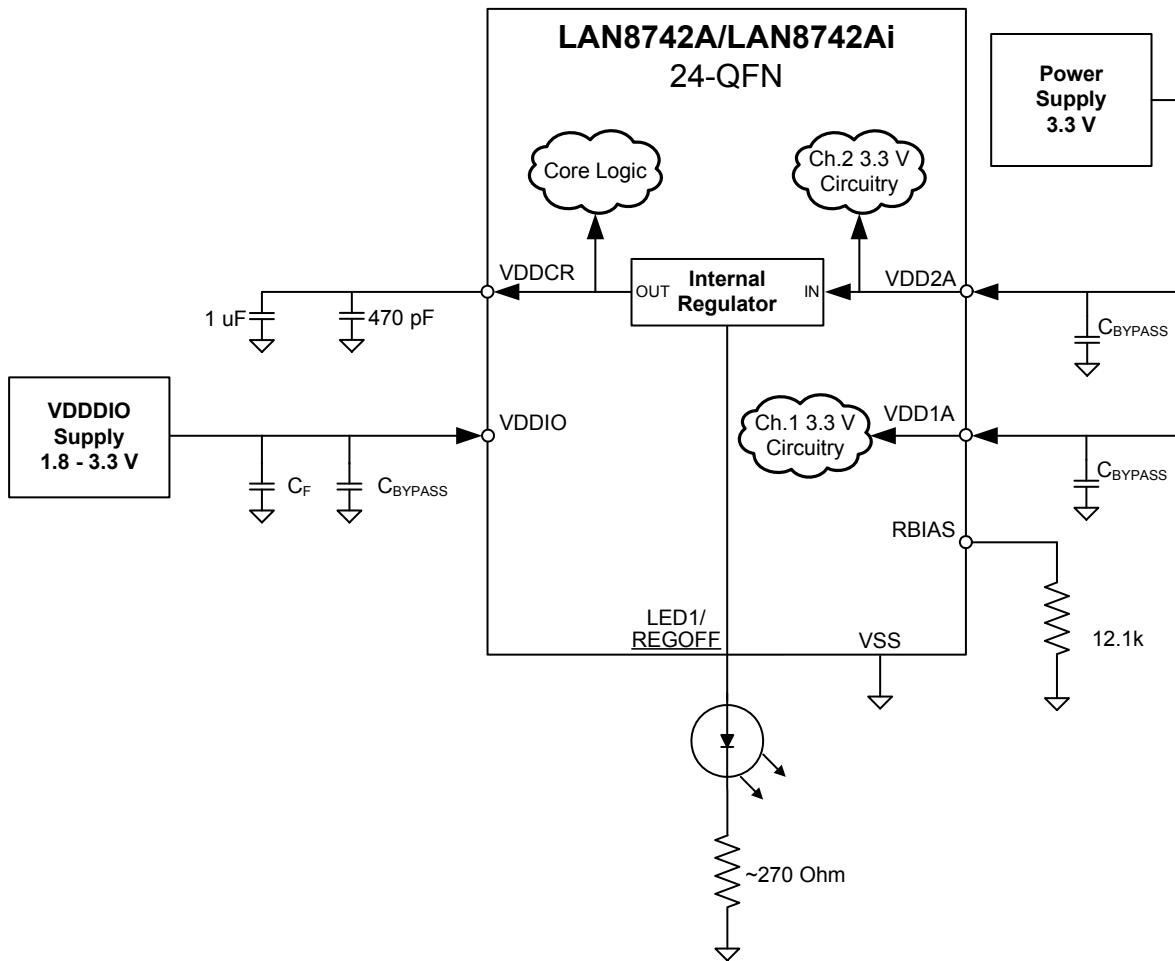 LAN8742A/LAN8742Ai
24-QFN
Power
Supply
3.3 V
Core Logic
Ch.2 3.3 V
Circuitry
VDDCR
OUT
Internal
Regulator
IN
VDD2A
1 uF
470 pF
CBYPASS
VDDDIO
Supply
1.8 - 3.3 V
VDDIO
Ch.1 3.3 V
Circuitry
VDD1A
CF
CBYPASS
CBYPASS
RBIAS
LED1/
REGOFF
VSS
12.1k
~270 Ohm